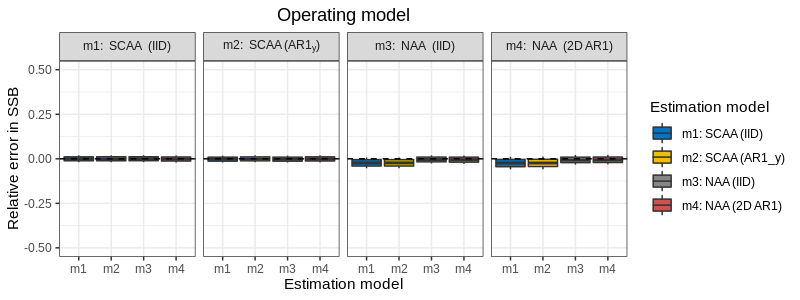 Operating model
m1: SCAA (IID)
m2: SCAA (AR1y)
m3: NAA (IID)
m4: NAA (2D AR1)
Relative error in SSB
0.50
0.25
0.00
-0.25
-0.50
m1 m2 m3 m4
m1 m2 m3 m4
m1 m2 m3 m4
m1 m2 m3 m4
Estimation model
Estimation model
m1: SCAA (IID)
m2: SCAA (AR1_y)
m3: NAA (IID)
m4: NAA (2D AR1)